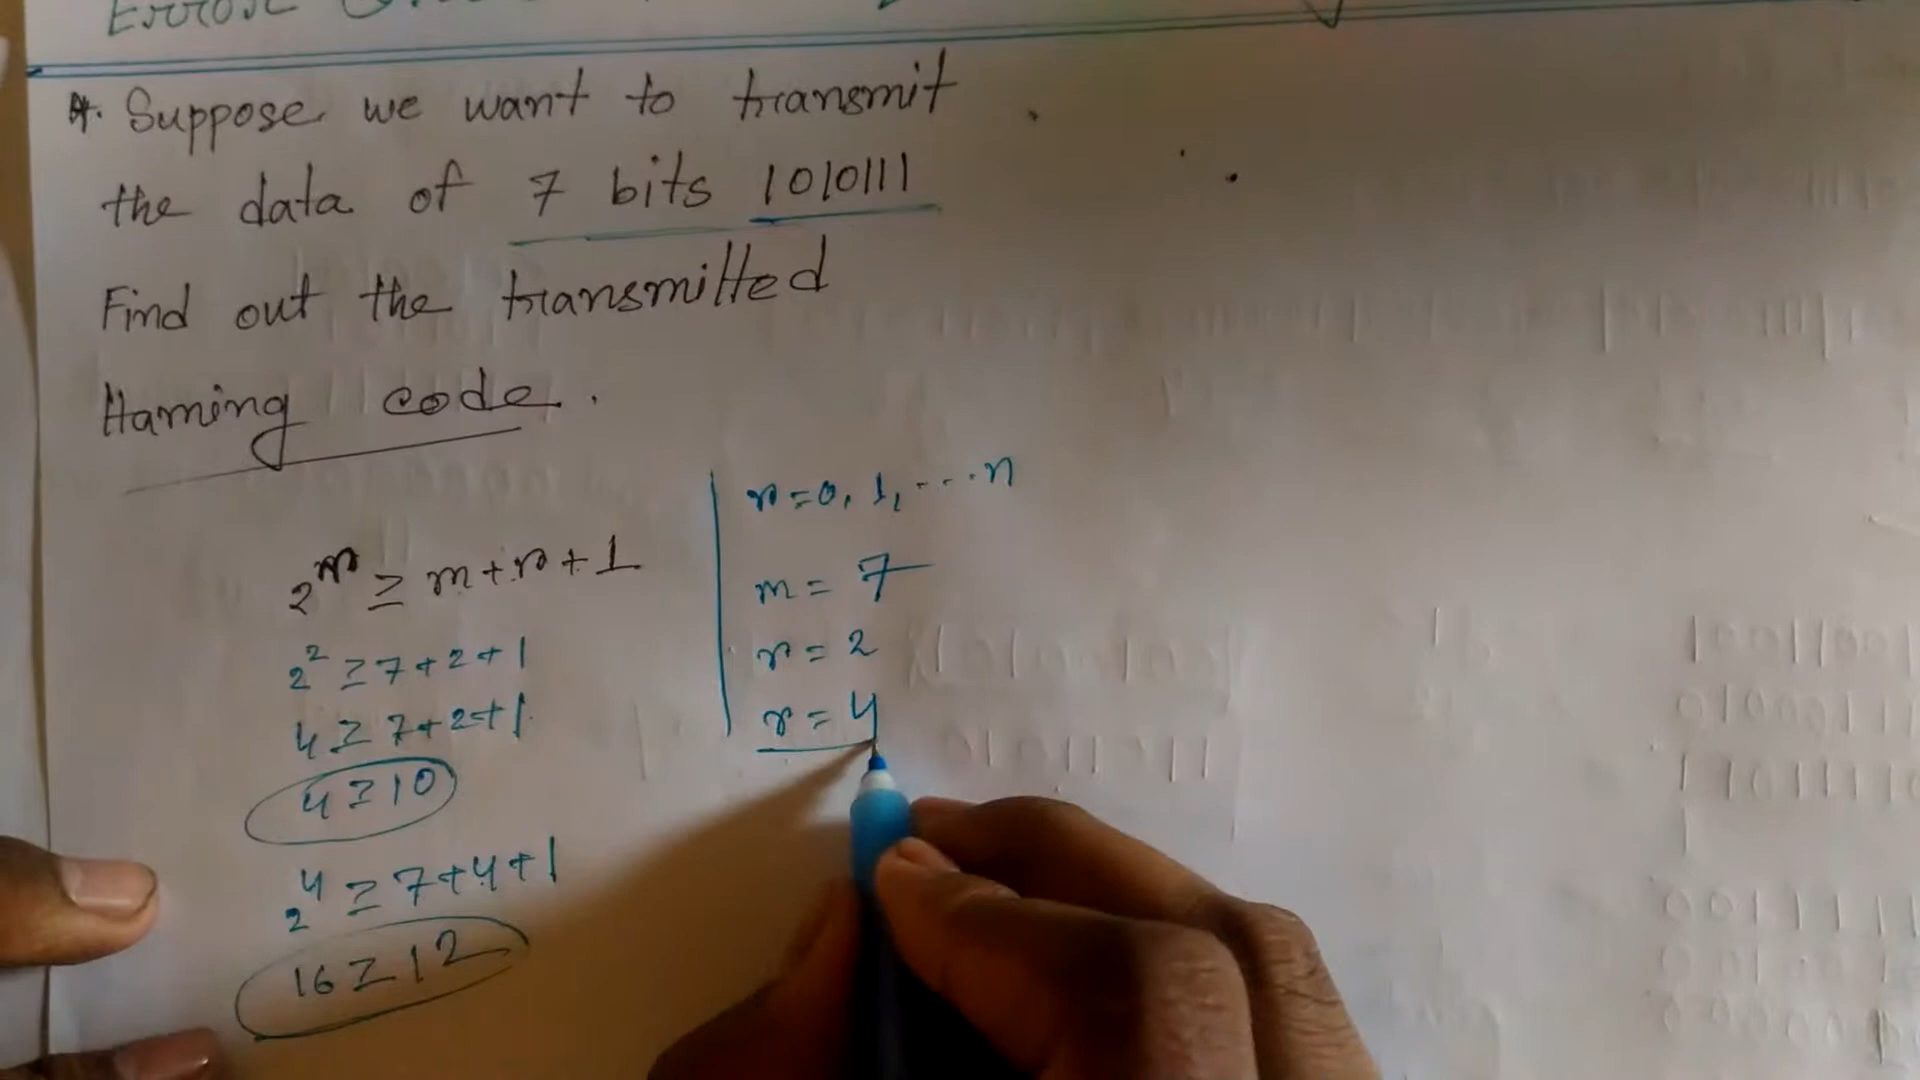 Suppose we want to transmit
the data of 7 bits 1010111
Find out the transmitted
Haming code.
2^r ≥ m+r+1
2^2 ≥ 7+2+1
4 ≥ 7+2+1
4 ≥ 10
2^4 ≥ 7+4+1
16 ≥ 12
r = 0, 1, ... n
m = 7
r = 2
r = 4